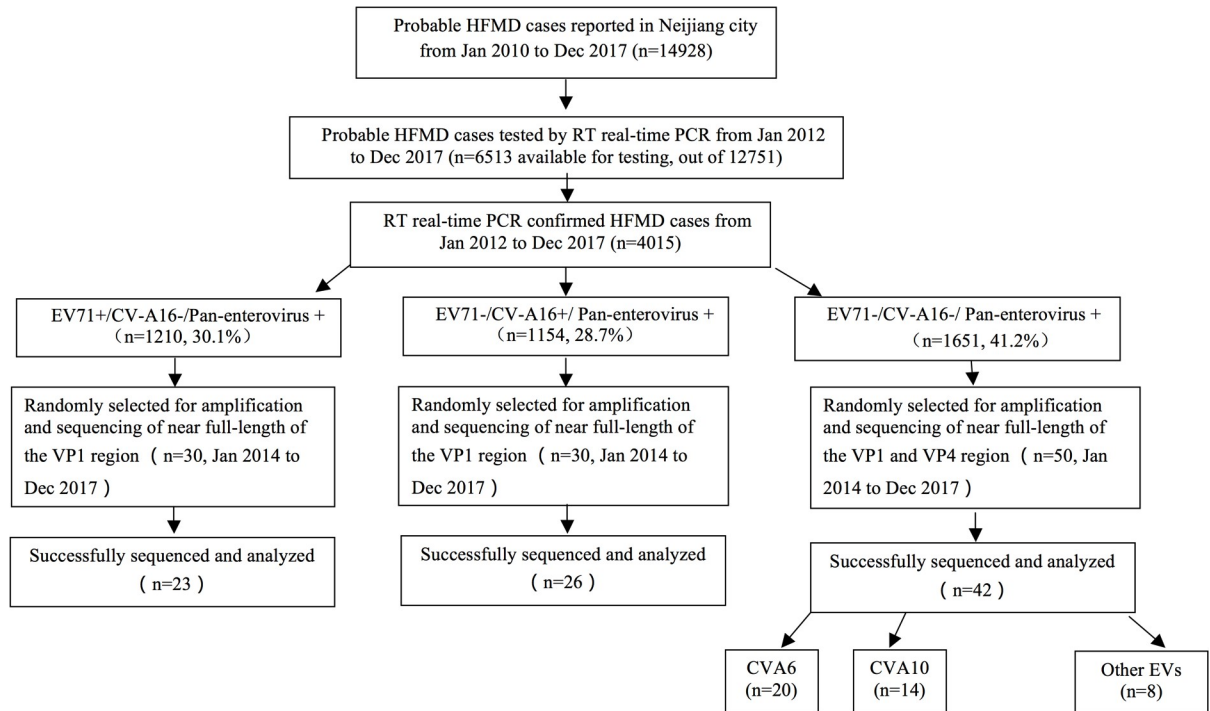 Probable HFMD cases reported in Neijiang city
from Jan 2010 to Dec 2017 (n=14928)
Probable HFMD cases tested by RT real-time PCR from Jan 2012
to Dec 2017 (n=6513 available for testing, out of 12751)
RT real-time PCR confirmed HFMD cases from
Jan 2012 to Dec 2017 (n=4015)
EV71+/CV-A16-/Pan-enterovirus +
（n=1210, 30.1%）
EV71-/CV-A16+/ Pan-enterovirus +
（n=1154, 28.7%）
EV71-/CV-A16-/ Pan-enterovirus +
（n=1651, 41.2%）
Randomly selected for amplification
and sequencing of near full-length of
the VP1 region（n=30, Jan 2014 to
Dec 2017）
Randomly selected for amplification
and sequencing of near full-length of
the VP1 region（n=30, Jan 2014 to
Dec 2017）
Randomly selected for amplification
and sequencing of near full-length of
the VP1 and VP4 region（n=50, Jan
2014 to Dec 2017）
Successfully sequenced and analyzed
（n=23）
Successfully sequenced and analyzed
（n=26）
Successfully sequenced and analyzed
（n=42）
CVA6
(n=20)
CVA10
(n=14)
Other EVs
(n=8)